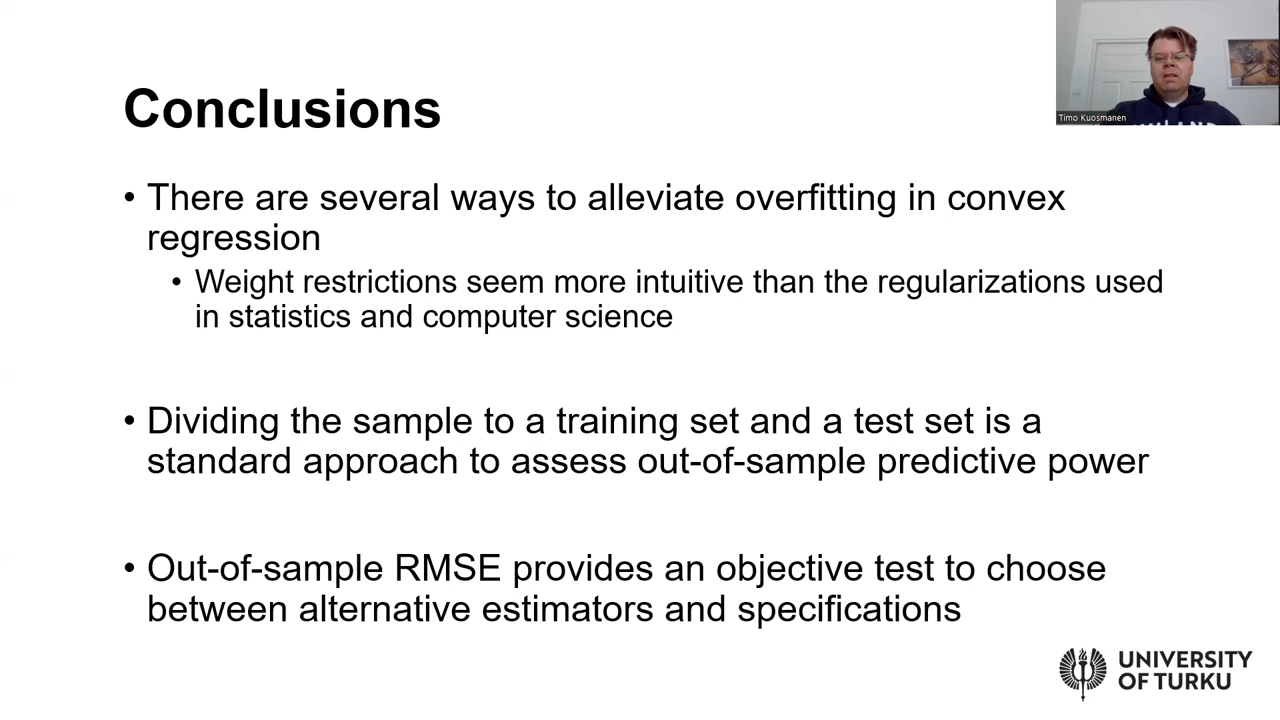 Conclusions
Timo Kuosmanen
• There are several ways to alleviate overfitting in convex
regression
• Weight restrictions seem more intuitive than the regularizations used
in statistics and computer science
• Dividing the sample to a training set and a test set is a
standard approach to assess out-of-sample predictive power
• Out-of-sample RMSE provides an objective test to choose
between alternative estimators and specifications
UNIVERSITY
OF TURKU